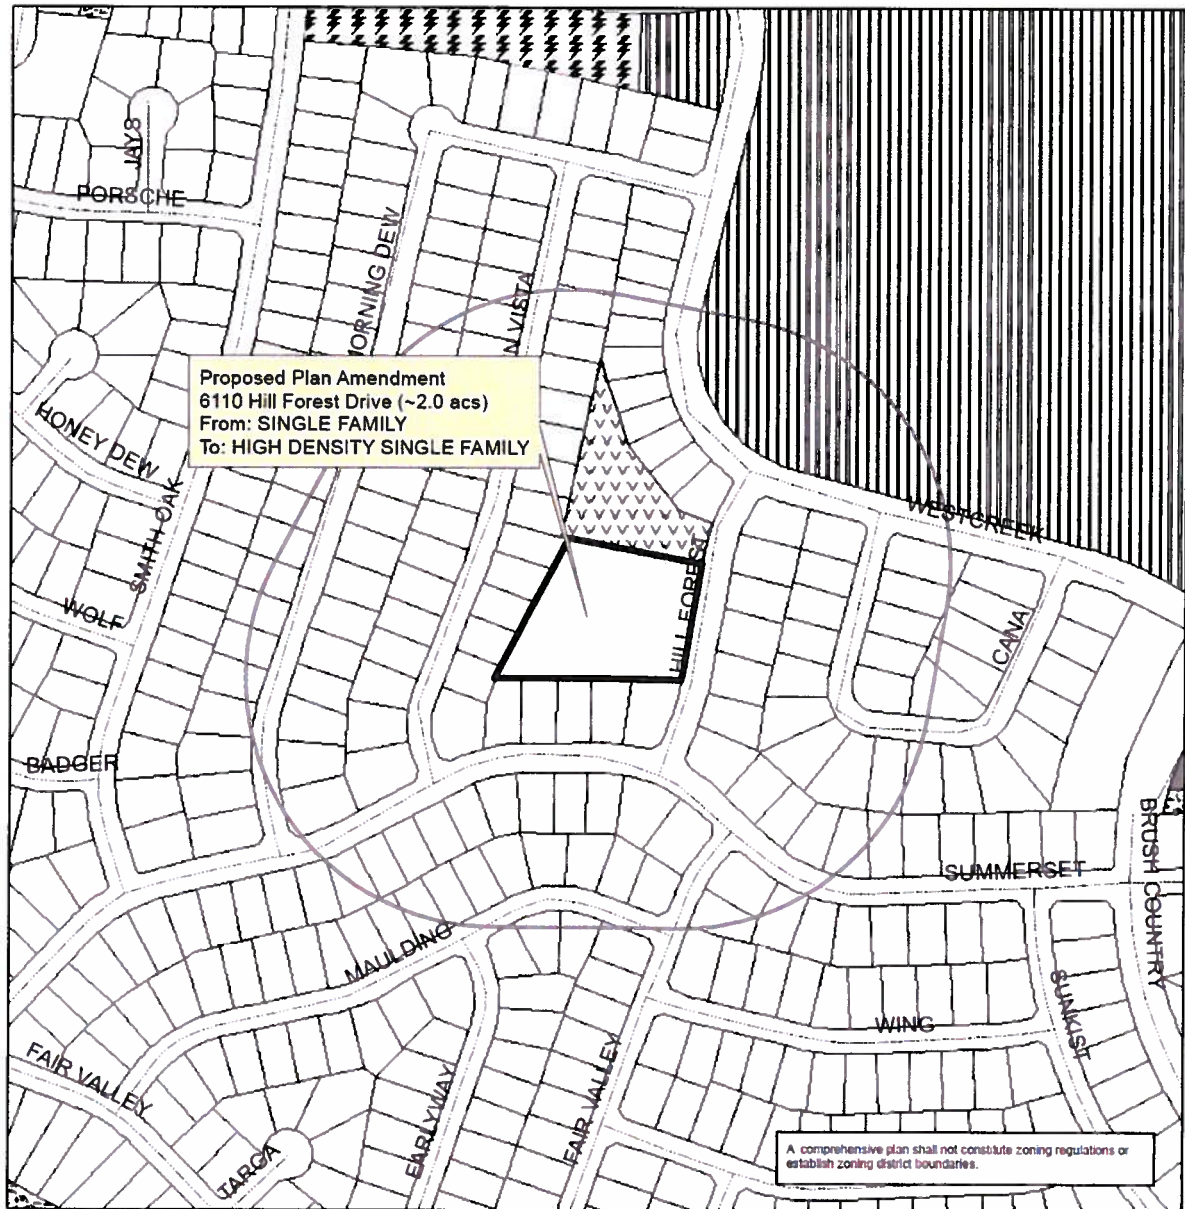 JAYS
PORSCHE
N VISTA
Proposed Plan Amendment
6110 Hill Forest Drive (~2.0 acs)
From: SINGLE FAMILY
To: HIGH DENSITY SINGLE FAMILY
HONEY DEW
SMITH OAK
WOLF
WESTCREEK
HILL FOREST
CANA
BADGER
SUMMERSET
BRUSH COUNTRY
MAULDING
SUNKIST
WING
FAIR VALLEY
FAIR VALLEY
EARLYWAY
TARGA
ORNING DEW
A comprehensive plan shall not constitute zoning regulations or
establish zoning district boundaries.